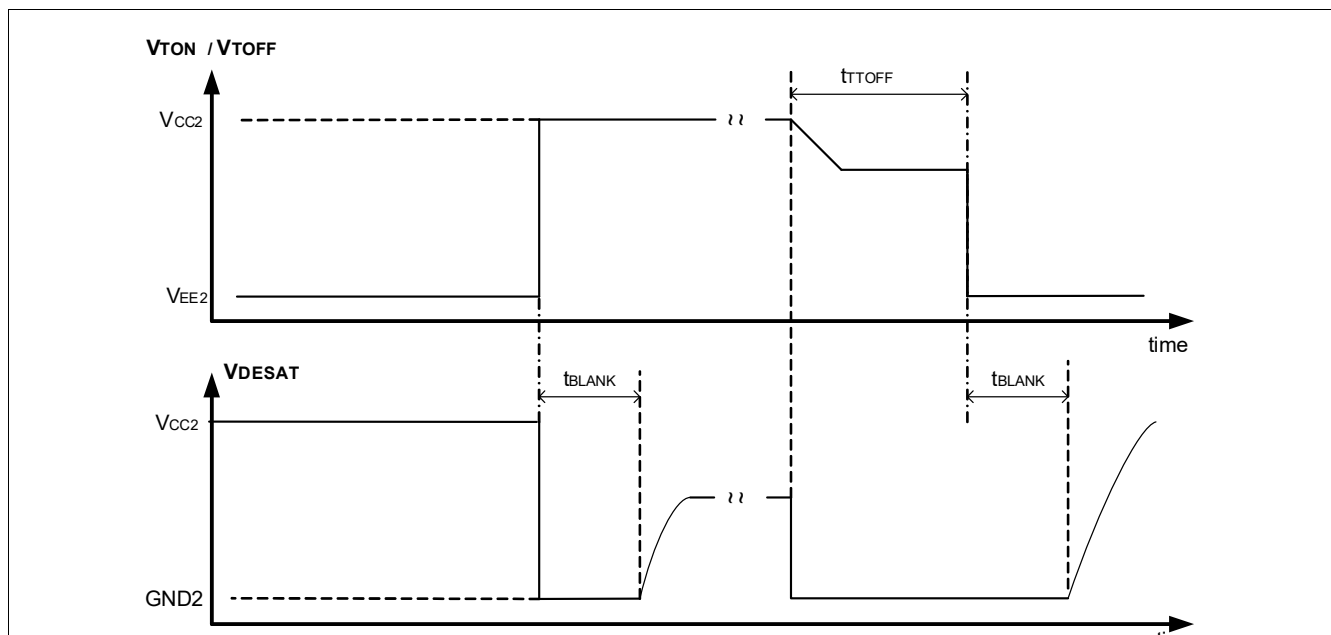 VTON / VTOFF
tTTOFF
VCC2
≀≀
VEE2
time
VDESAT
tBLANK
tBLANK
VCC2
≀≀
GND2